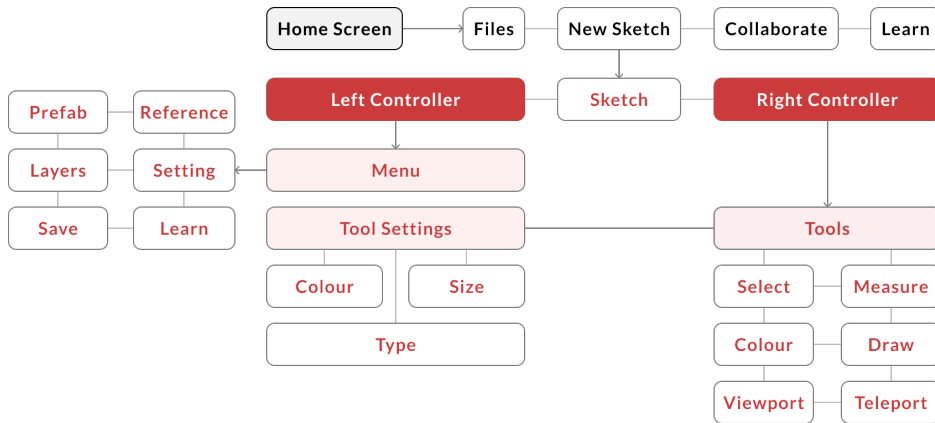 Home Screen
Files
New Sketch
Collaborate
Learn
Left Controller
Sketch
Right Controller
Prefab
Reference
Menu
Layers
Setting
Save
Learn
Tool Settings
Tools
Colour
Size
Select
Measure
Type
Colour
Draw
Viewport
Teleport